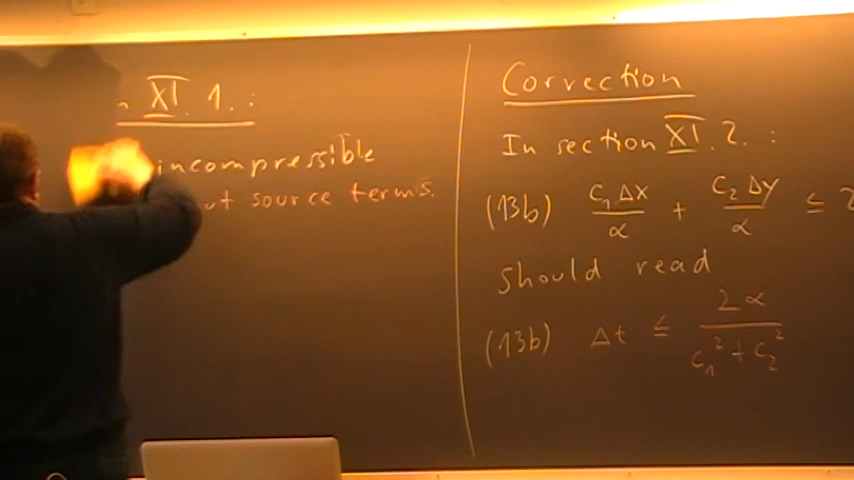 XI. 1. :
incompressible
source terms.
Correction
In section XI. 2. :
(13b) C₁ΔX/α + C₂ΔY/α ≤ 2
should read
(13b) Δt ≤ 2α/(C₁² + C₂²)